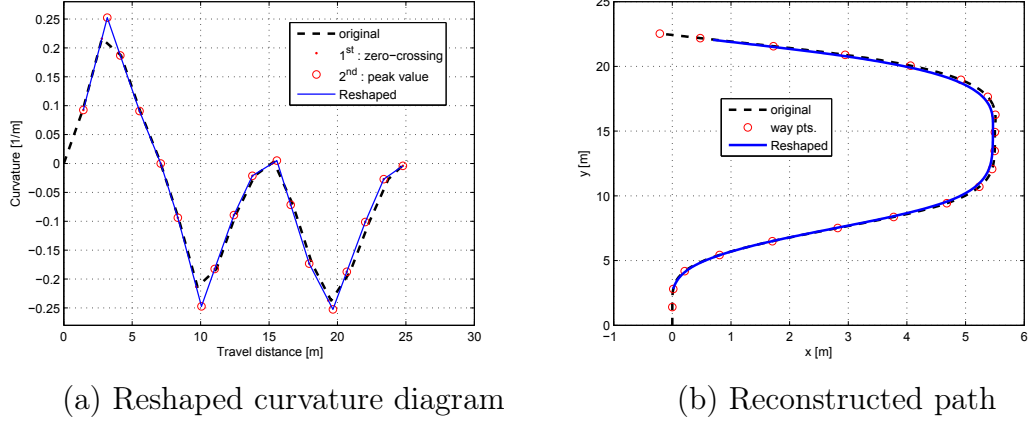 0.25
0.2
0.15
0.1
0.05
0
−0.05
−0.1
−0.15
−0.2
−0.25
Curvature [1/m]
0 5 10 15 20 25 30
Travel distance [m]
original
1st : zero−crossing
2nd : peak value
Reshaped
(a) Reshaped curvature diagram
25
20
15
10
5
0
y [m]
−1 0 1 2 3 4 5 6
x [m]
original
way pts.
Reshaped
(b) Reconstructed path